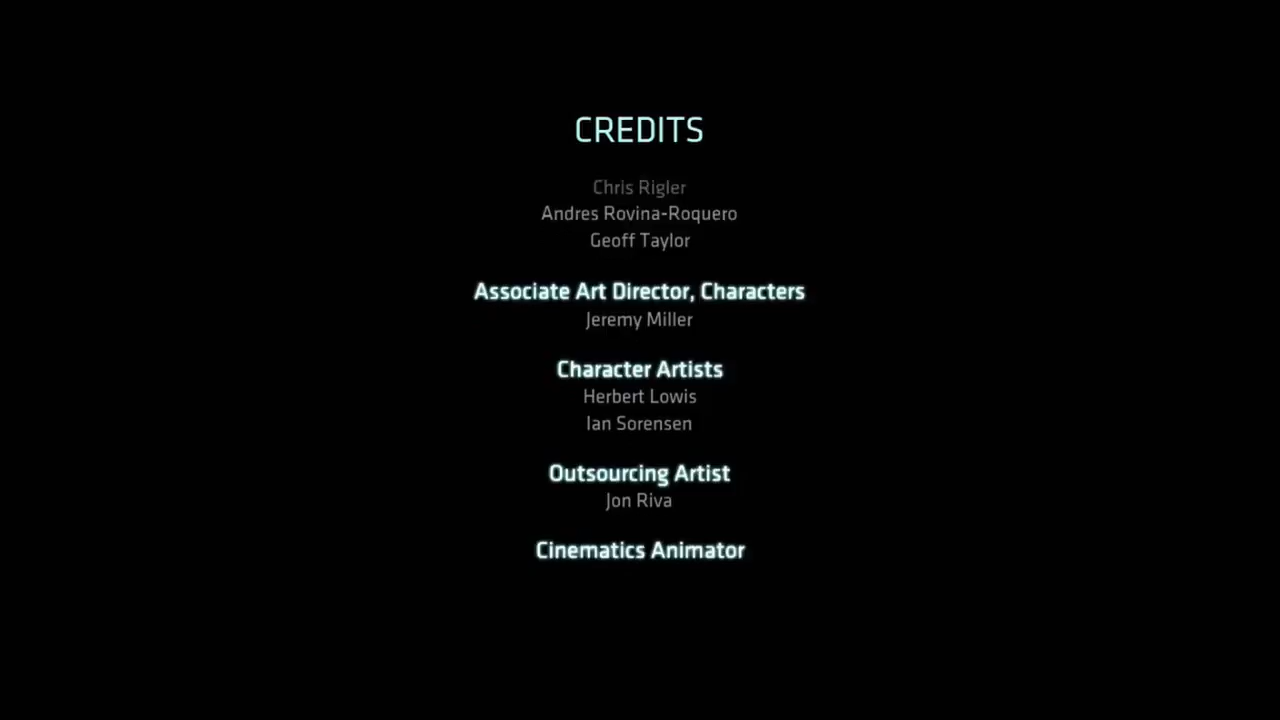 CREDITS
Chris Rigler
Andres Rovina-Roquero
Geoff Taylor
Associate Art Director, Characters
Jeremy Miller
Character Artists
Herbert Lowis
Ian Sorensen
Outsourcing Artist
Jon Riva
Cinematics Animator